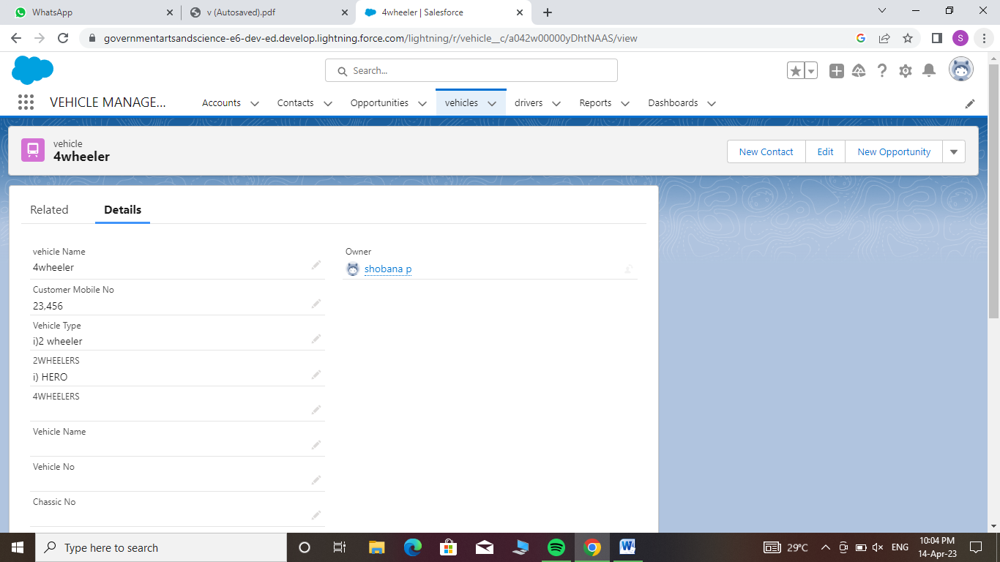 WhatsApp
v (Autosaved).pdf
4wheeler | Salesforce
governmentartsandscience-e6-dev-ed.develop.lightning.force.com/lightning/r/vehicle__c/a042w00000yDhtNAAS/view
S
Search...
VEHICLE MANAGE...
Accounts
Contacts
Opportunities
vehicles
drivers
Reports
Dashboards
vehicle
4wheeler
New Contact
Edit
New Opportunity
Related
Details
vehicle Name
4wheeler
Owner
shobana p
Customer Mobile No
23,456
Vehicle Type
i)2 wheeler
2WHEELERS
i) HERO
4WHEELERS
Vehicle Name
Vehicle No
Chassic No
Type here to search
29°C
ENG
10:04 PM
14-Apr-23